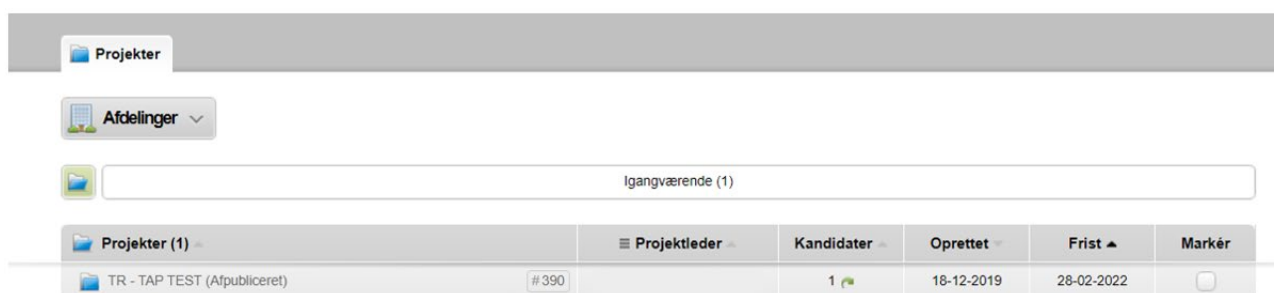 Projekter
Afdelinger
Igangværende (1)
Projekter (1) Projektleder Kandidater Oprettet Frist Markér
TR - TAP TEST (Afpubliceret) #390 1 18-12-2019 28-02-2022